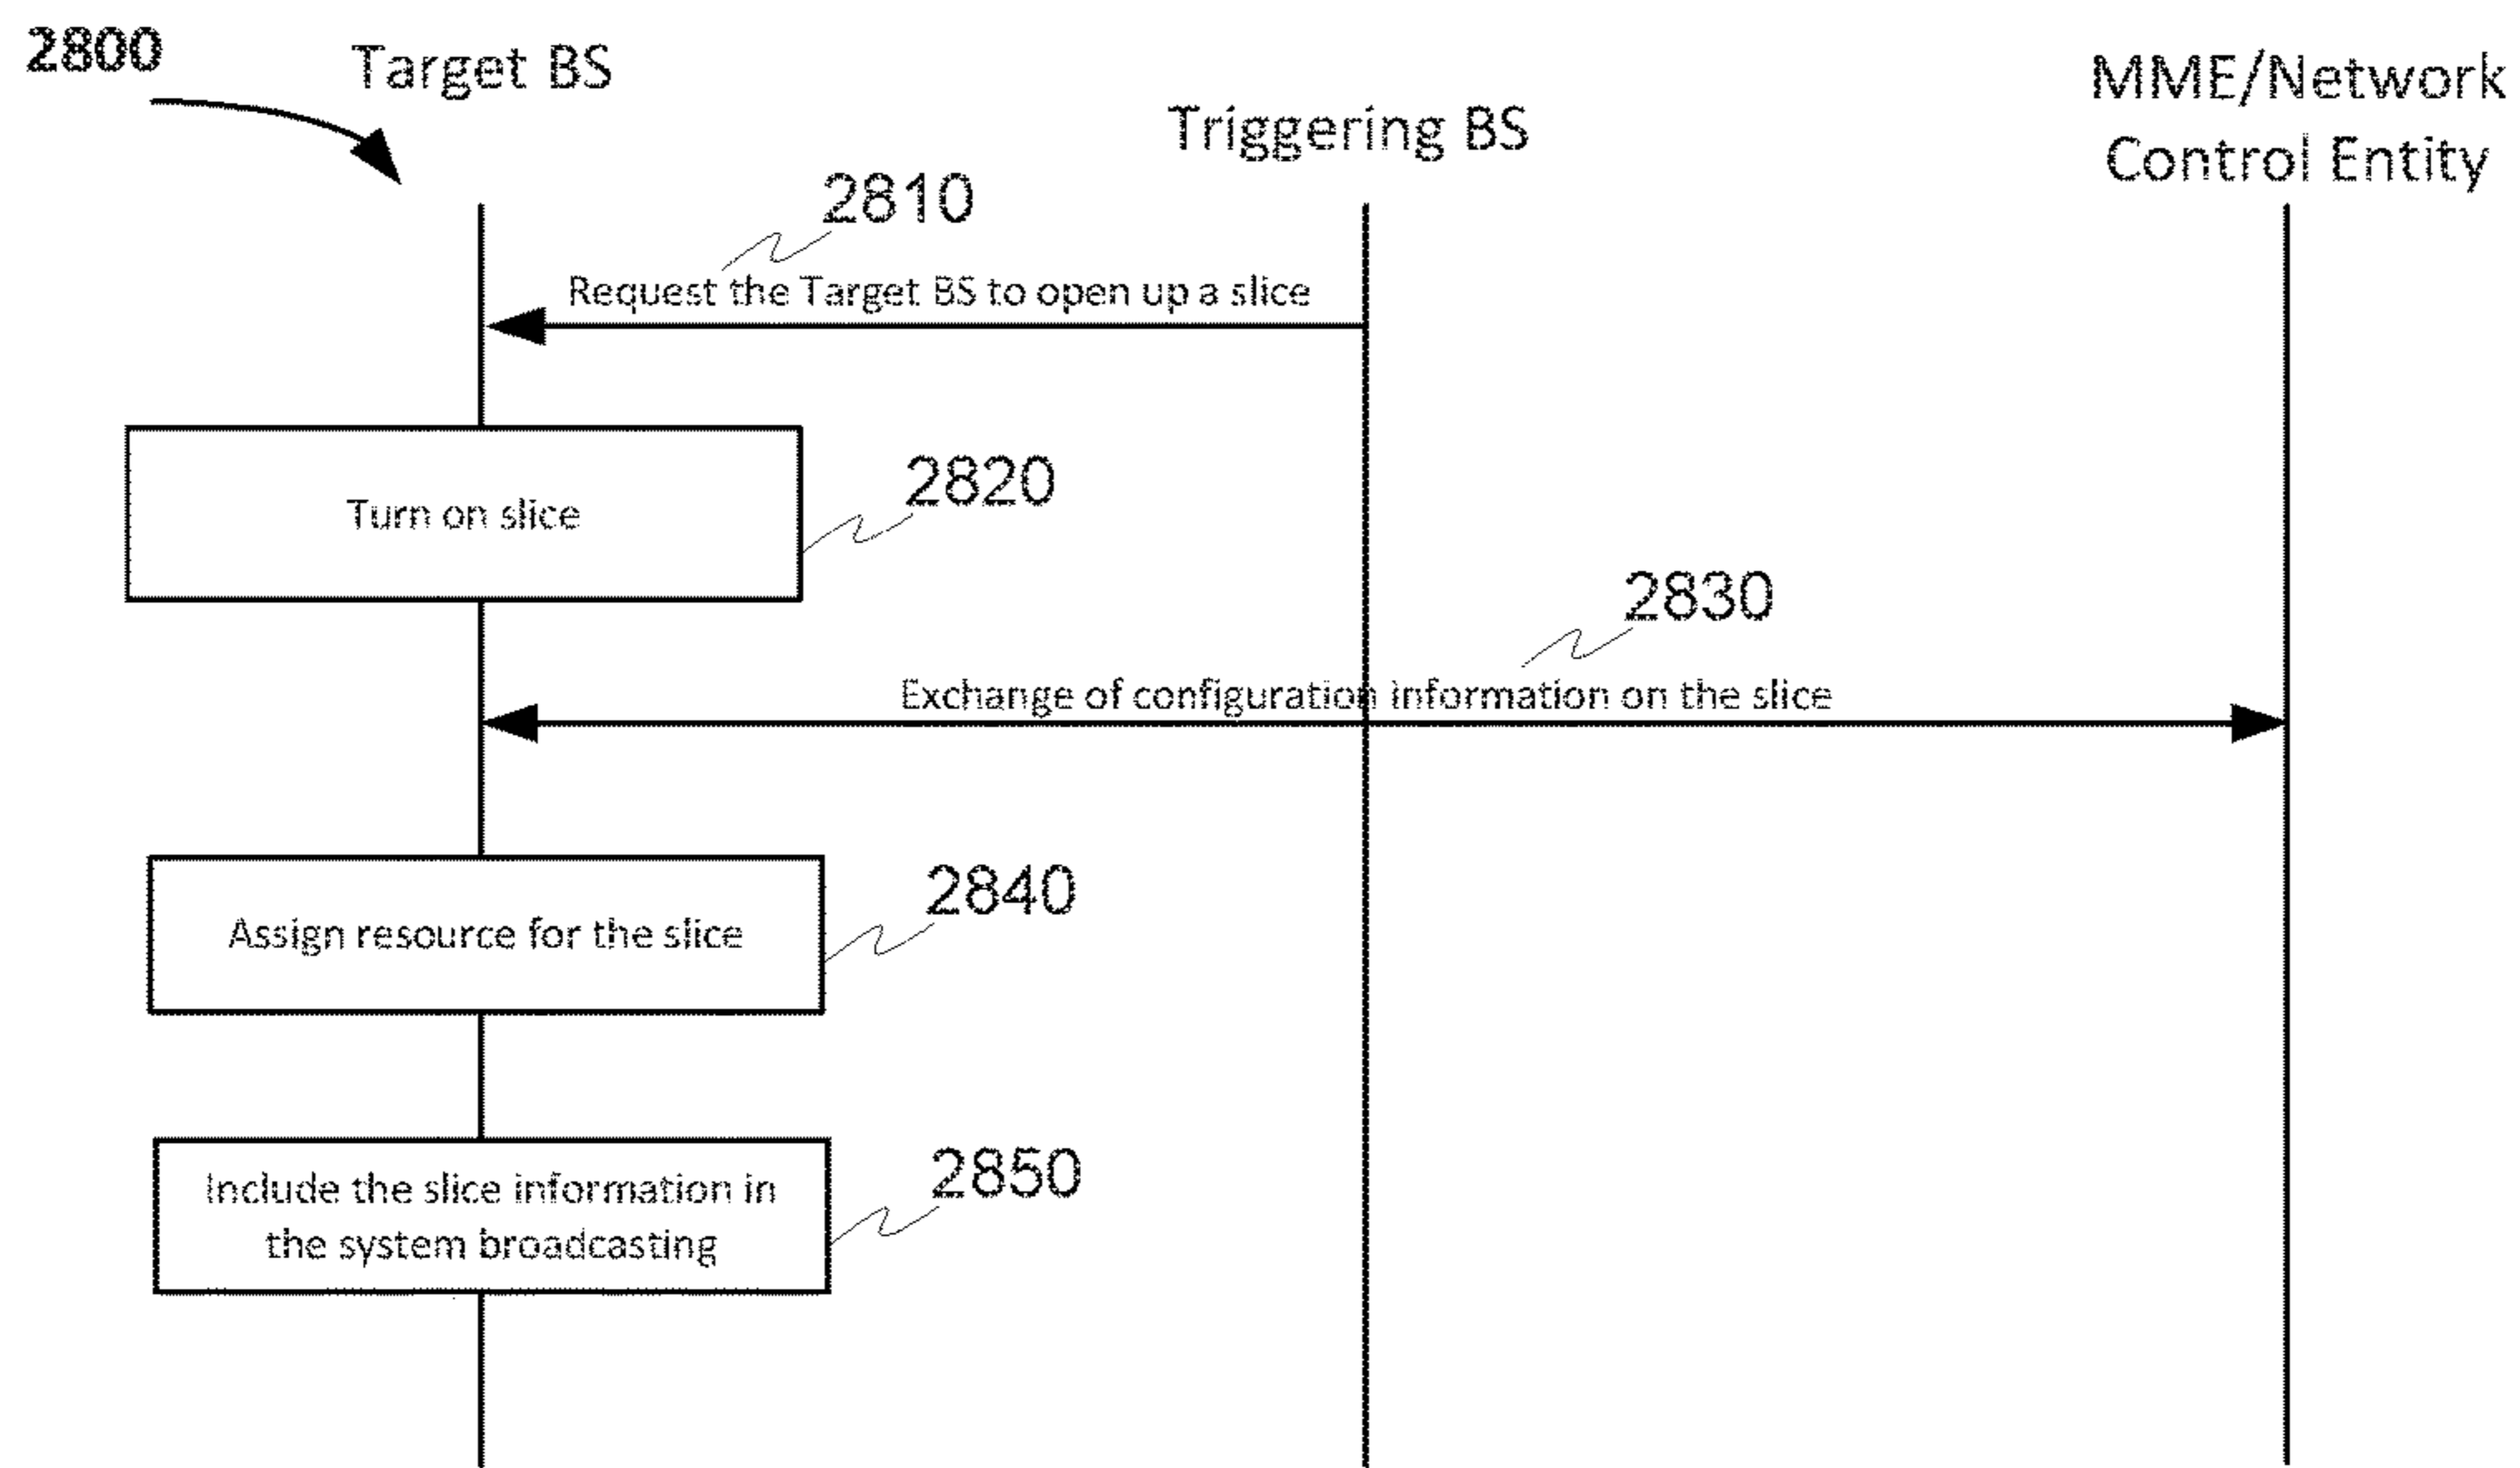 2800
Target BS
Triggering BS
MME/Network
Control Entity
2810
Request the Target BS to open up a slice
Turn on slice
2820
2830
Exchange of configuration information on the slice
Assign resource for the slice
2840
Include the slice information in
the system broadcasting
2850